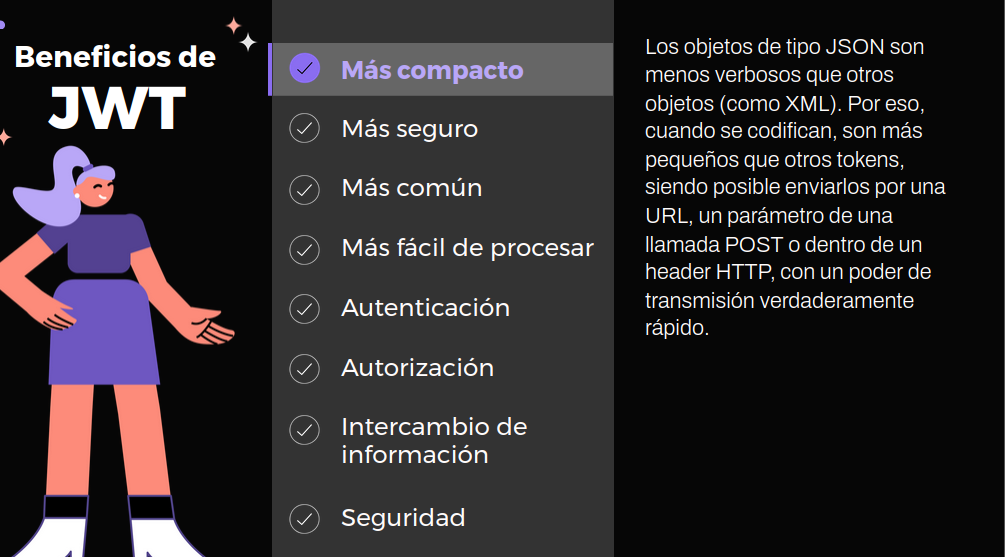 Beneficios de
JWT
Más compacto
Más seguro
Más común
Más fácil de procesar
Autenticación
Autorización
Intercambio de
información
Seguridad
Los objetos de tipo JSON son
menos verbosos que otros
objetos (como XML). Por eso,
cuando se codifican, son más
pequeños que otros tokens,
siendo posible enviarlos por una
URL, un parámetro de una
llamada POST o dentro de un
header HTTP, con un poder de
transmisión verdaderamente
rápido.